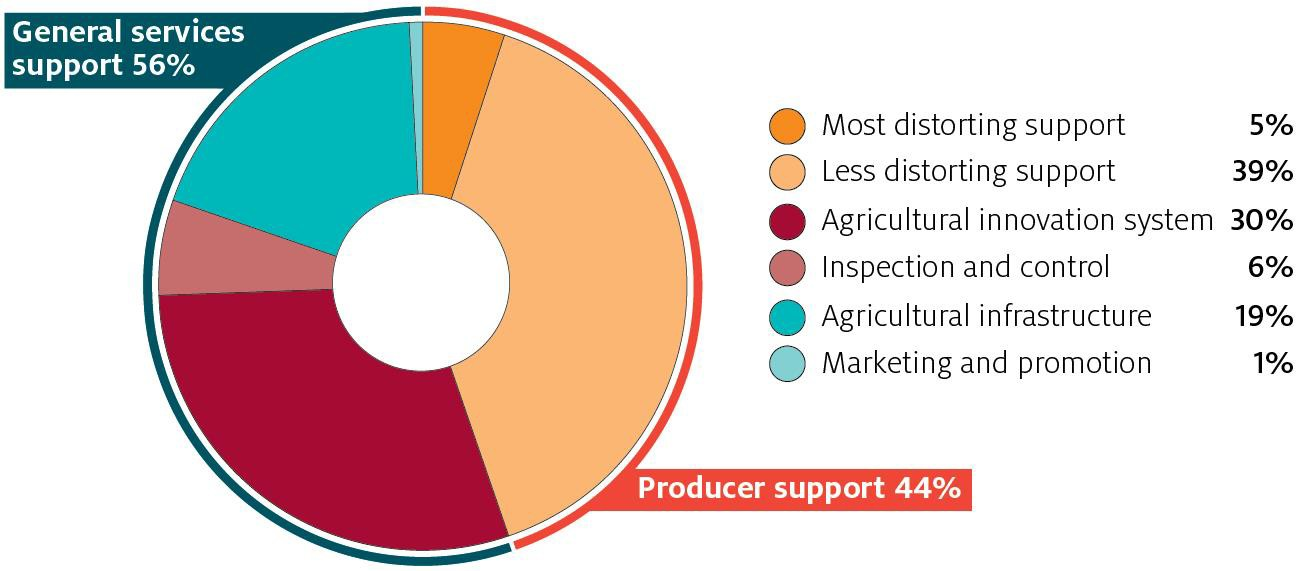 General services
support 56%
Most distorting support 5%
Less distorting support 39%
Agricultural innovation system 30%
Inspection and control 6%
Agricultural infrastructure 19%
Marketing and promotion 1%
Producer support 44%